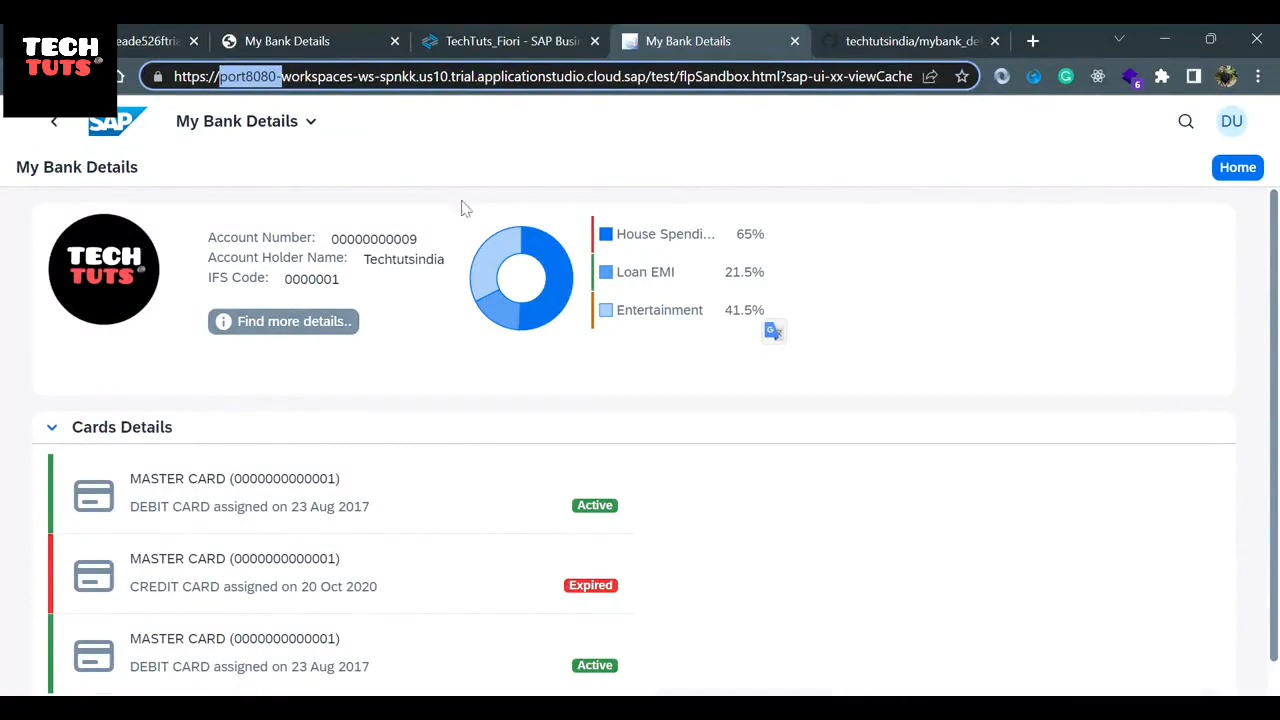 TECH
TUTS
eade526ftria
My Bank Details
TechTuts_Fiori - SAP Busin
My Bank Details
techtutsindia/mybank_de
https://port8080-workspaces-ws-spnkk.us10.trial.applicationstudio.cloud.sap/test/flpSandbox.html?sap-ui-xx-viewCache
6
SAP
My Bank Details
DU
My Bank Details
Home
TECH
TUTS
Account Number: 00000000009
Account Holder Name: Techtutsindia
IFS Code: 0000001
Find more details..
House Spendi... 65%
Loan EMI 21.5%
Entertainment 41.5%
G
Cards Details
MASTER CARD (0000000000001)
DEBIT CARD assigned on 23 Aug 2017
Active
MASTER CARD (0000000000001)
CREDIT CARD assigned on 20 Oct 2020
Expired
MASTER CARD (0000000000001)
DEBIT CARD assigned on 23 Aug 2017
Active